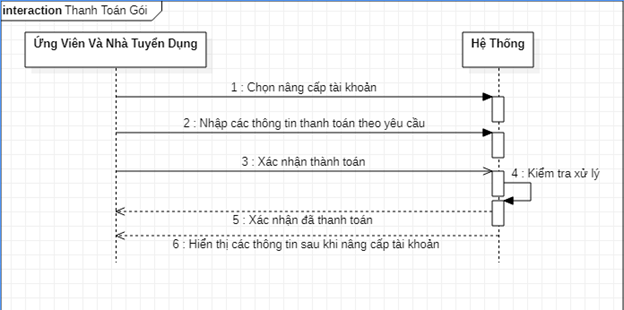 interaction Thanh Toán Gói
Ứng Viên Và Nhà Tuyển Dụng
Hệ Thống
1 : Chọn nâng cấp tài khoản
2 : Nhập các thông tin thanh toán theo yêu cầu
3 : Xác nhận thành toán
4 : Kiểm tra xử lý
5 : Xác nhận đã thanh toán
6 : Hiển thị các thông tin sau khi nâng cấp tài khoản